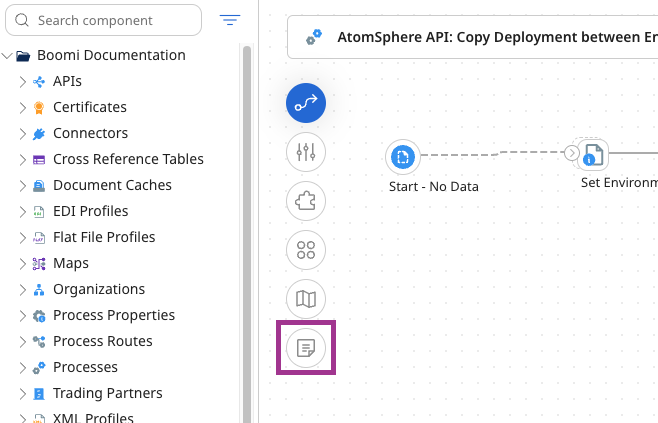 Search component
Boomi Documentation
APIs
Certificates
Connectors
Cross Reference Tables
Document Caches
EDI Profiles
Flat File Profiles
Maps
Organizations
Process Properties
Process Routes
Processes
Trading Partners
XML Profiles
AtomSphere API: Copy Deployment between En
Start - No Data
Set Environm